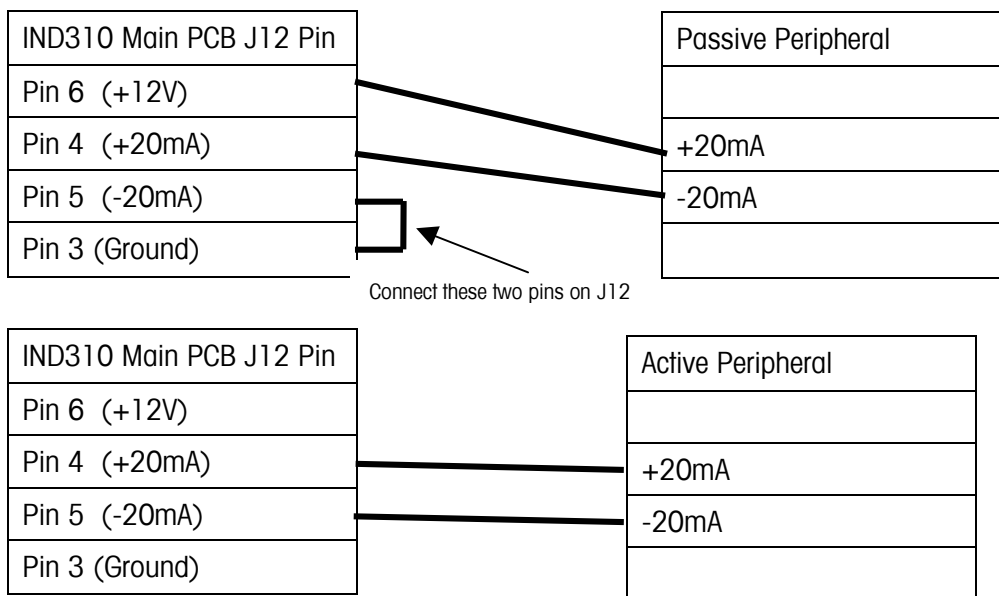 IND310 Main PCB J12 Pin
Pin 6 (+12V)
Pin 4 (+20mA)
Pin 5 (-20mA)
Pin 3 (Ground)
Passive Peripheral
+20mA
-20mA
Connect these two pins on J12
IND310 Main PCB J12 Pin
Pin 6 (+12V)
Pin 4 (+20mA)
Pin 5 (-20mA)
Pin 3 (Ground)
Active Peripheral
+20mA
-20mA